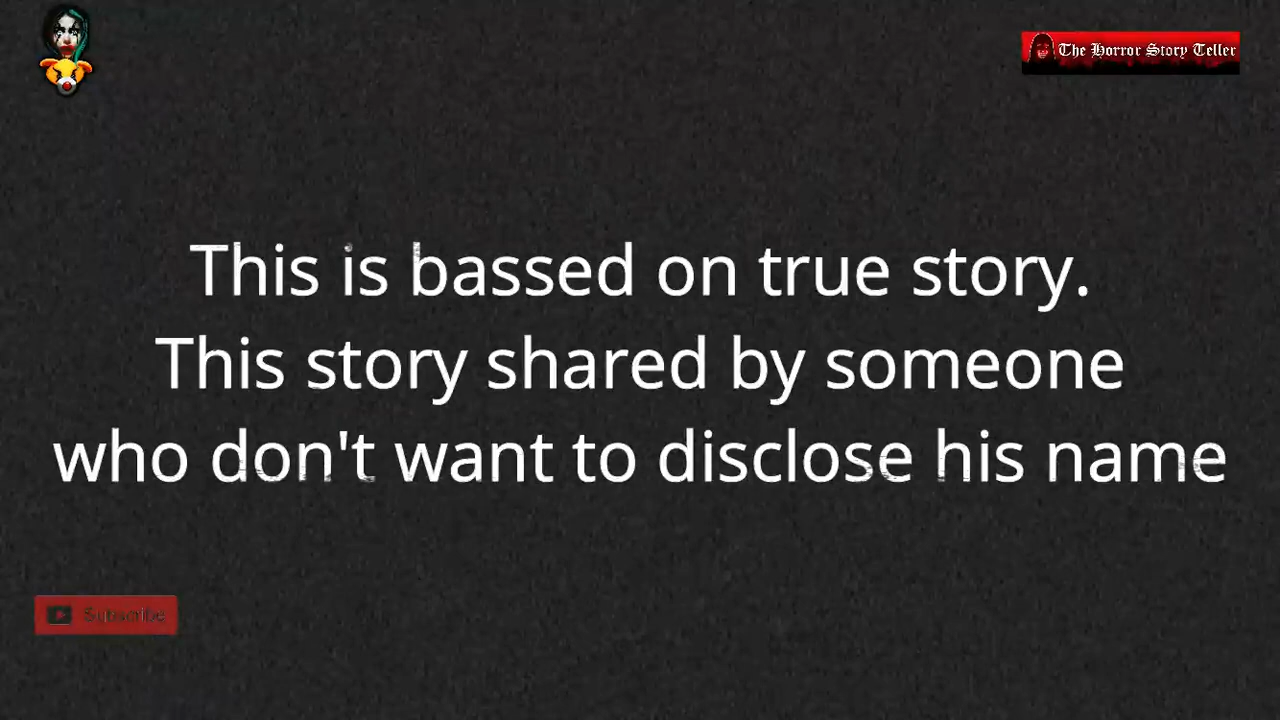 The Horror Story Teller
This is bassed on true story.
This story shared by someone
who don't want to disclose his name
Subscribe